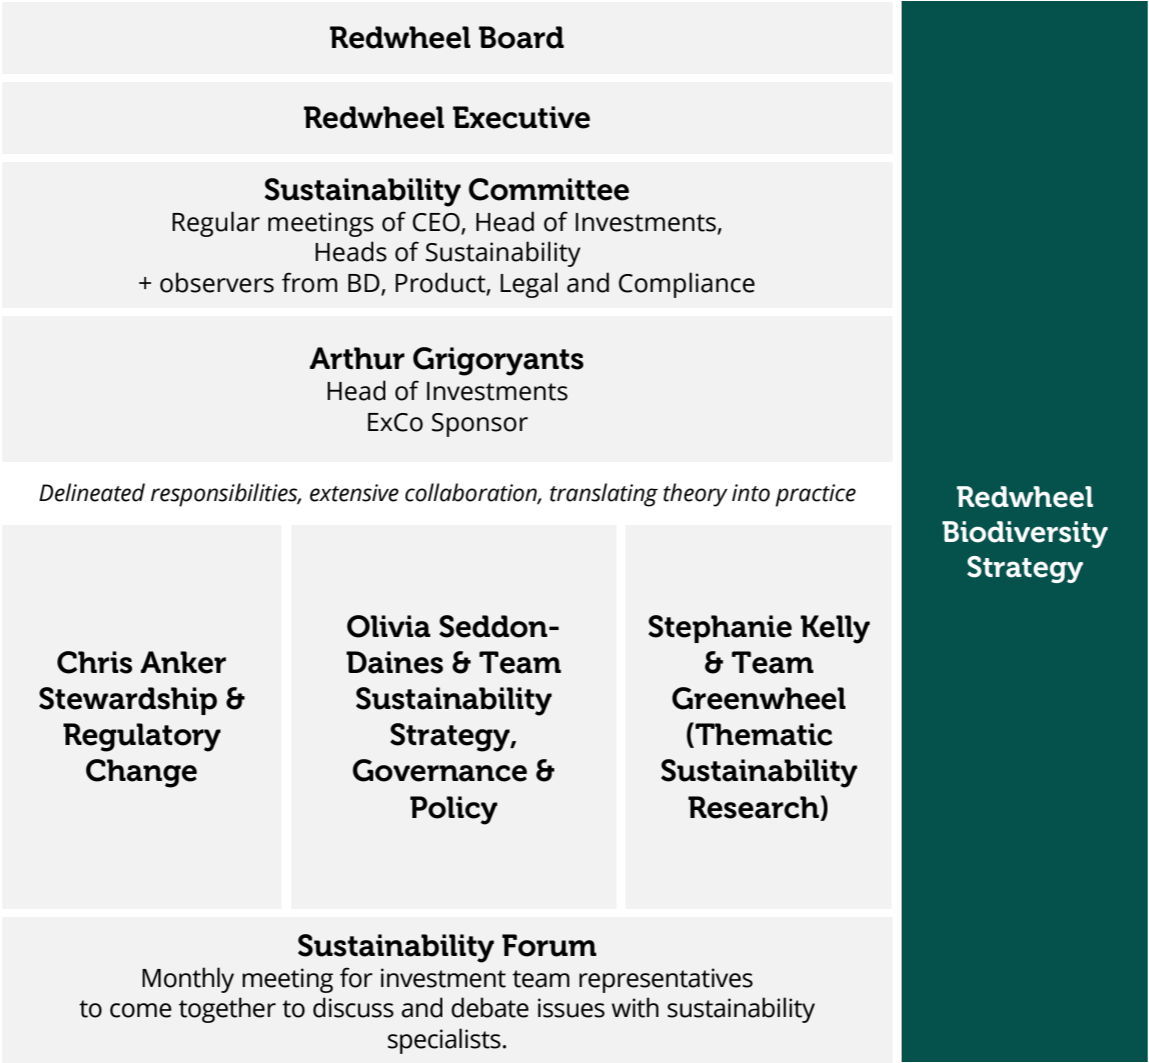 Redwheel Board
Redwheel Executive
Sustainability Committee
Regular meetings of CEO, Head of Investments,
Heads of Sustainability
+ observers from BD, Product, Legal and Compliance
Arthur Grigoryants
Head of Investments
ExCo Sponsor
Delineated responsibilities, extensive collaboration, translating theory into practice
Chris Anker
Stewardship &
Regulatory
Change
Olivia Seddon-
Daines & Team
Sustainability
Strategy,
Governance &
Policy
Stephanie Kelly
& Team
Greenwheel
(Thematic
Sustainability
Research)
Sustainability Forum
Monthly meeting for investment team representatives
to come together to discuss and debate issues with sustainability
specialists.
Redwheel
Biodiversity
Strategy